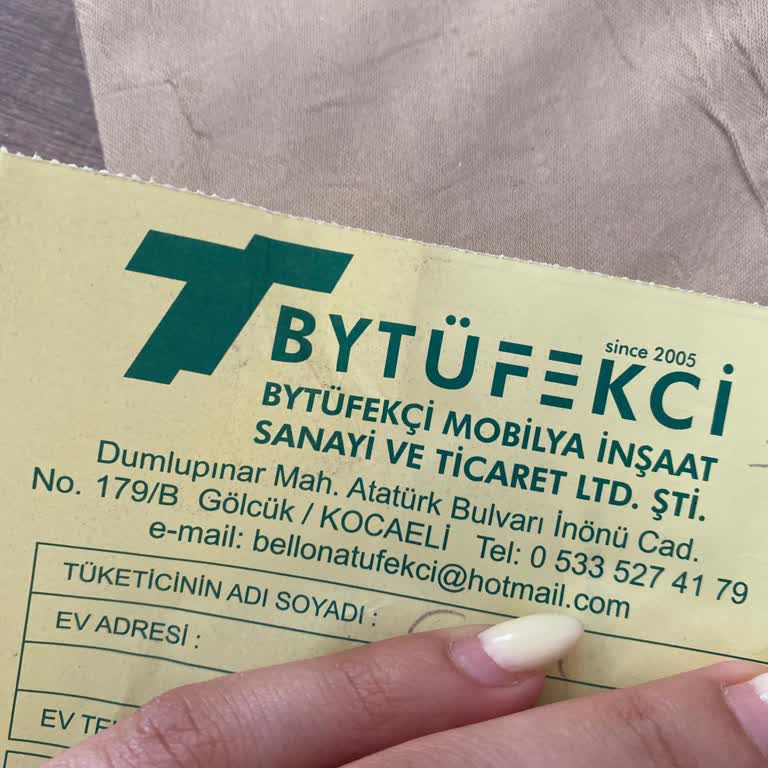 BYTÜFEKCİ
since 2005
BYTÜFEKÇİ MOBİLYA İNŞAAT
SANAYİ VE TİCARET LTD. ŞTİ.
Dumlupınar Mah. Atatürk Bulvarı İnönü Cad.
No. 179/B Gölcük / KOCAELİ Tel: 0 533 527 41 79
e-mail: bellonatufekci@hotmail.com
TÜKETİCİNİN ADI SOYADI :
EV ADRESİ :
EV